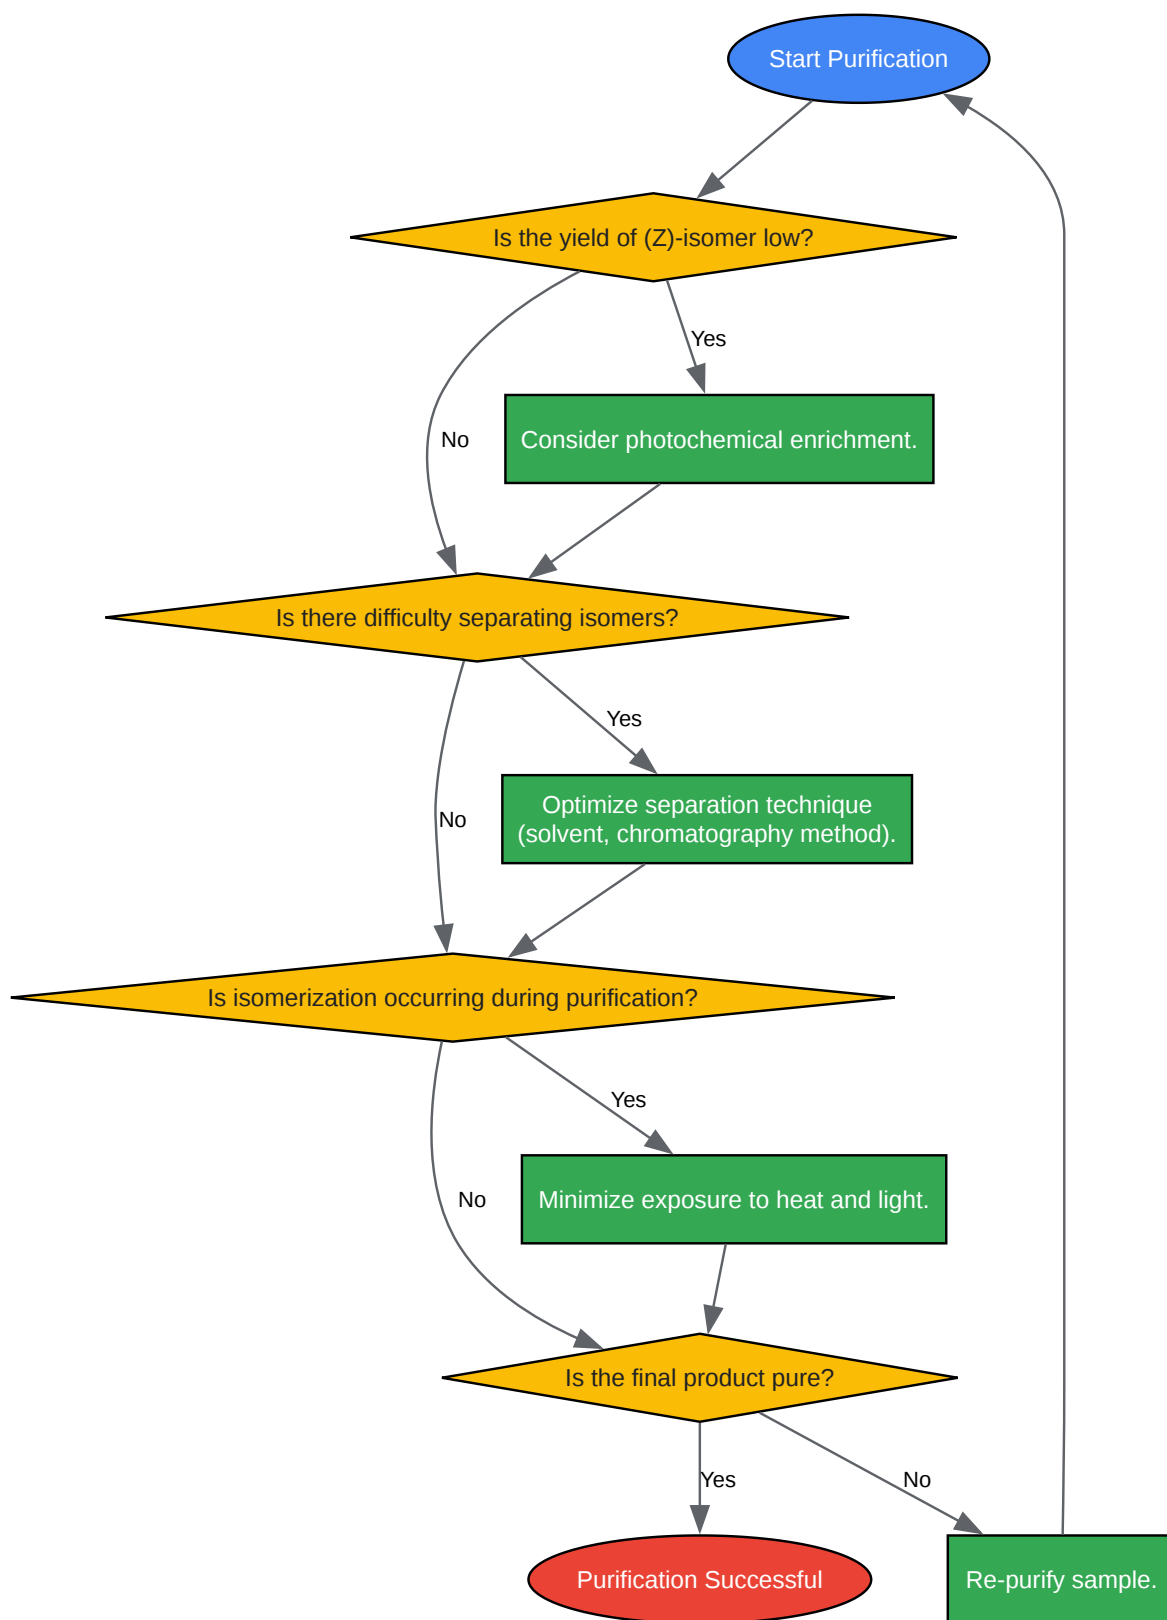 Start Purification
Is the yield of (Z)-isomer low?
Yes
No
Consider photochemical enrichment.
Is there difficulty separating isomers?
Yes
No
Optimize separation technique
(solvent, chromatography method).
Is isomerization occurring during purification?
Yes
No
Minimize exposure to heat and light.
Is the final product pure?
Yes
No
Purification Successful
Re-purify sample.